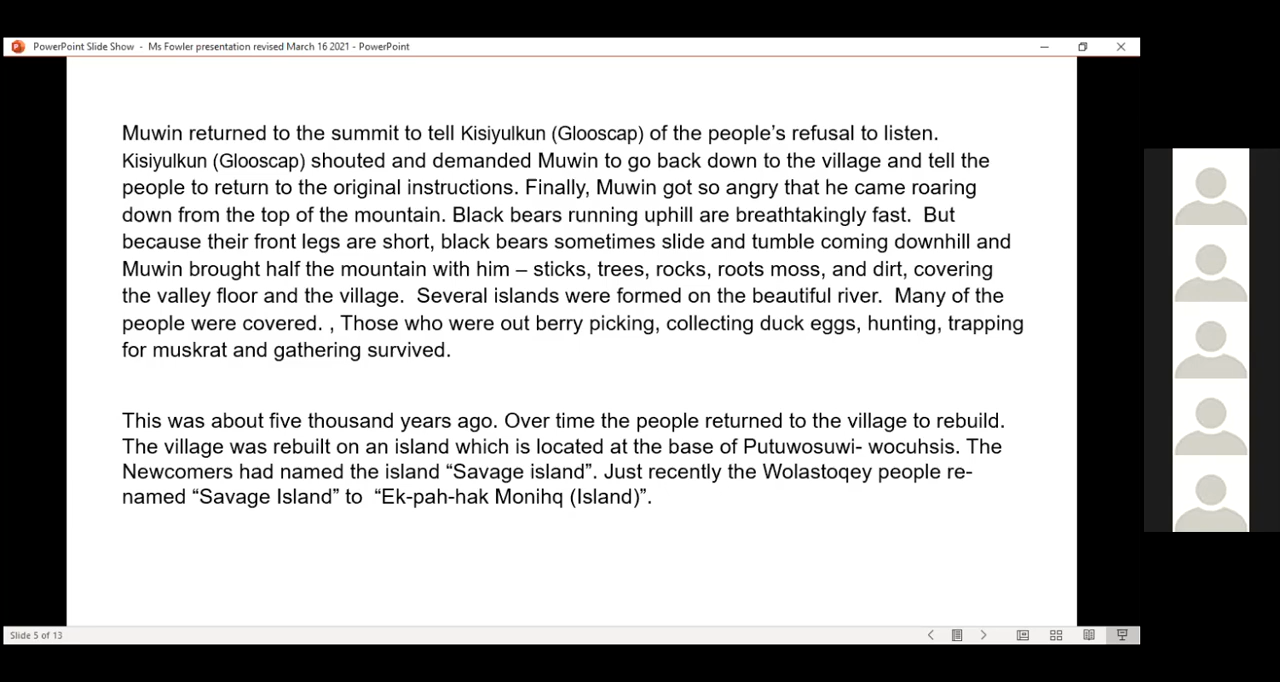 PowerPoint Slide Show - Ms Fowler presentation revised March 16 2021 - PowerPoint
Muwin returned to the summit to tell Kisiyulkun (Glooscap) of the people's refusal to listen.
Kisiyulkun (Glooscap) shouted and demanded Muwin to go back down to the village and tell the
people to return to the original instructions. Finally, Muwin got so angry that he came roaring
down from the top of the mountain. Black bears running uphill are breathtakingly fast.  But
because their front legs are short, black bears sometimes slide and tumble coming downhill and
Muwin brought half the mountain with him – sticks, trees, rocks, roots moss, and dirt, covering
the valley floor and the village.  Several islands were formed on the beautiful river.  Many of the
people were covered. , Those who were out berry picking, collecting duck eggs, hunting, trapping
for muskrat and gathering survived.
This was about five thousand years ago. Over time the people returned to the village to rebuild.
The village was rebuilt on an island which is located at the base of Putuwosuwi- wocuhsis. The
Newcomers had named the island “Savage island”. Just recently the Wolastoqey people re-
named “Savage Island” to  “Ek-pah-hak Monihq (Island)”.
Slide 5 of 13